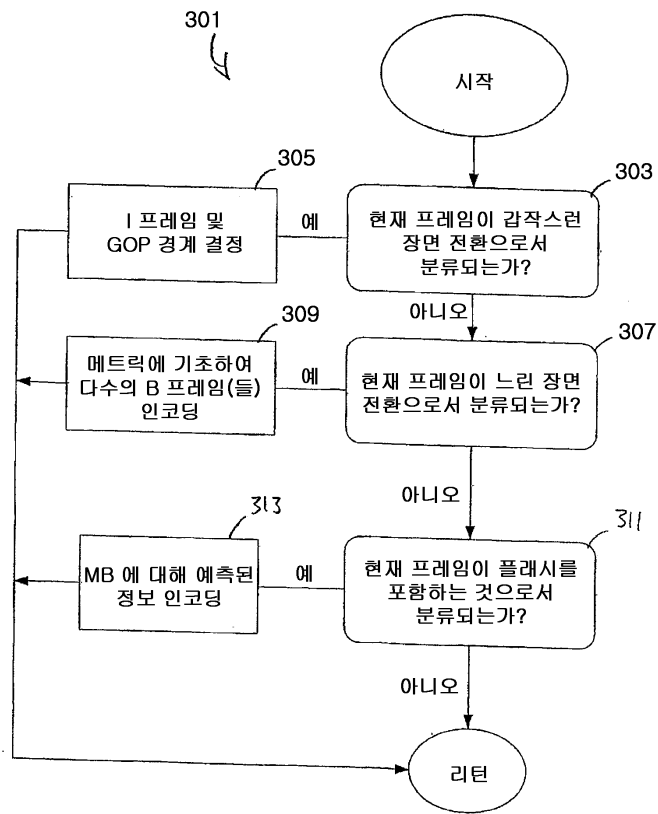 301
시작
305
I 프레임 및
GOP 경계 결정
예
303
현재 프레임이 갑작스런
장면 전환으로서
분류되는가?
아니오
309
메트릭에 기초하여
다수의 B 프레임(들)
인코딩
예
307
현재 프레임이 느린 장면
전환으로서 분류되는가?
아니오
313
MB 에 대해 예측된
정보 인코딩
예
311
현재 프레임이 플래시를
포함하는 것으로서
분류되는가?
아니오
리턴